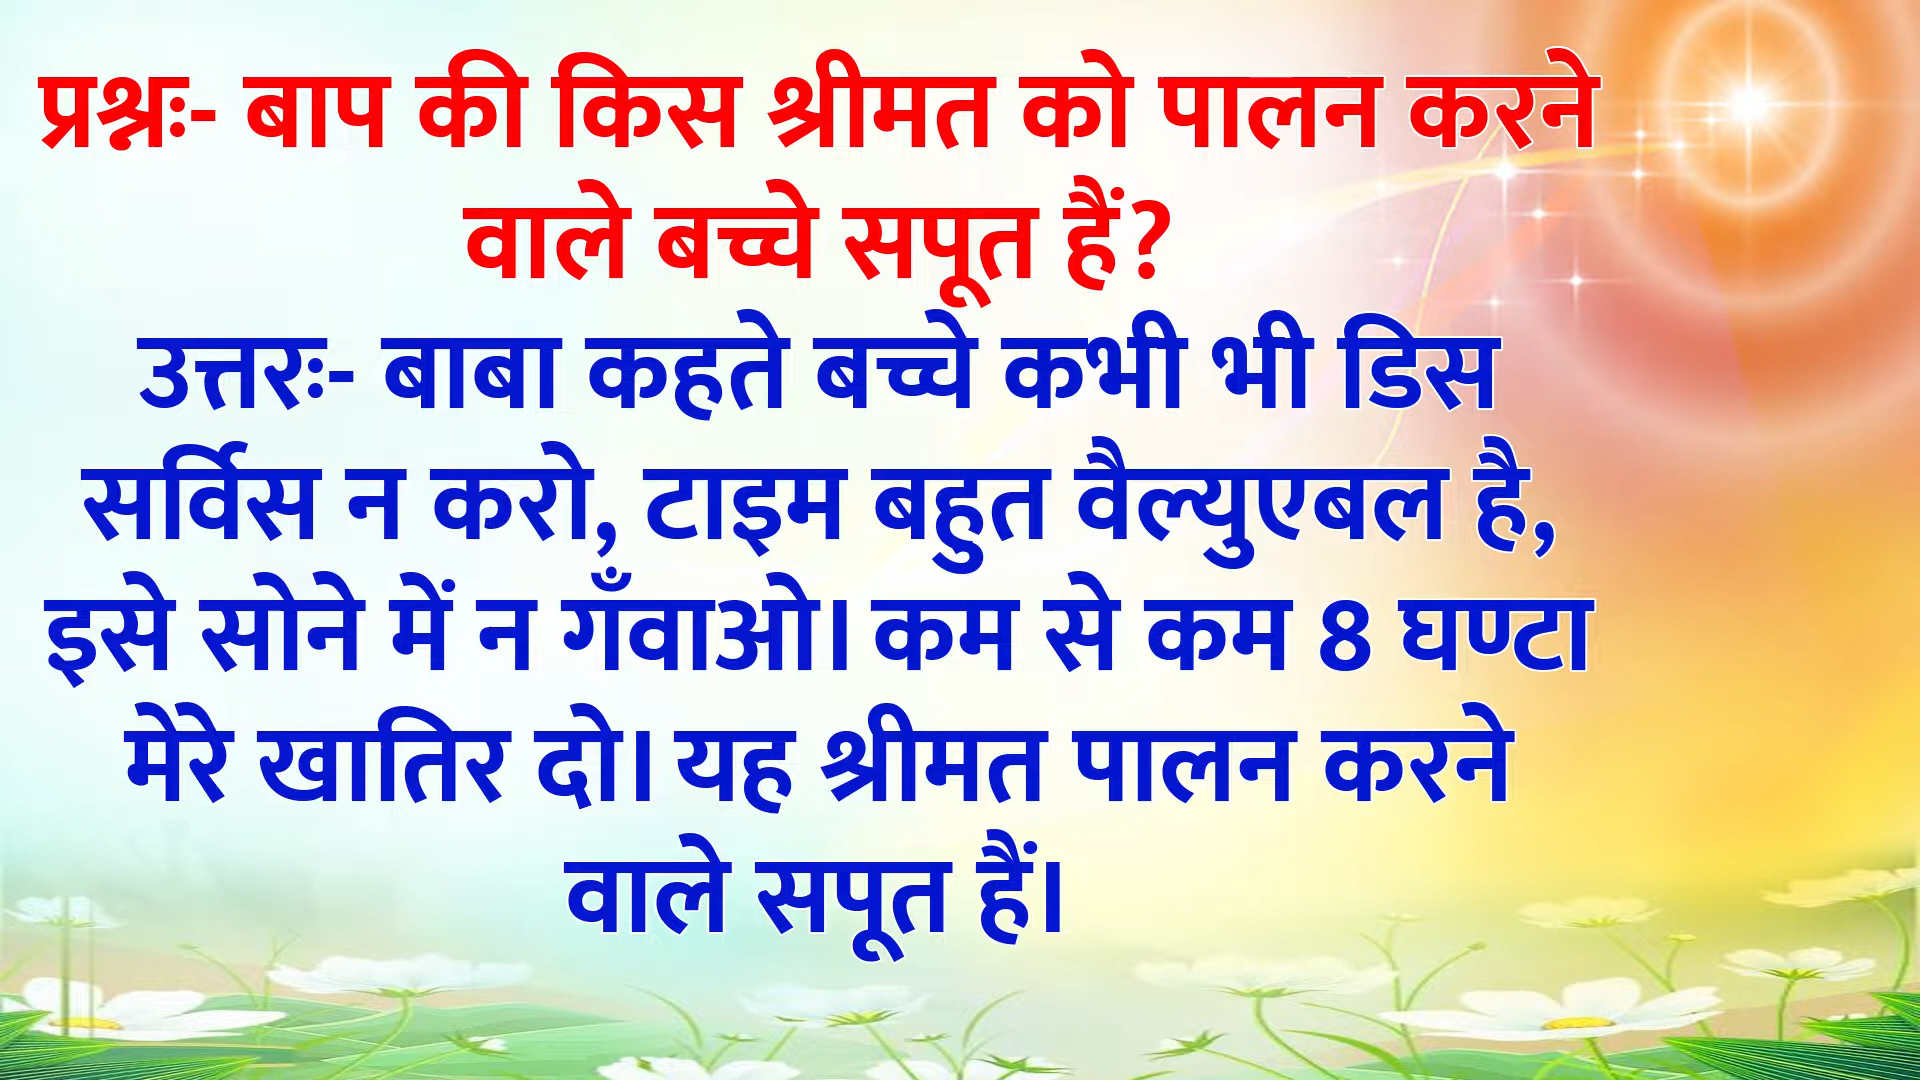 प्रश्नः- बाप की किस श्रीमत को पालन करने
वाले बच्चे सपूत हैं?
उत्तरः- बाबा कहते बच्चे कभी भी डिस
सर्विस न करो, टाइम बहुत वैल्युएबल है,
इसे सोने में न गँवाओ। कम से कम 8 घण्टा
मेरे खातिर दो। यह श्रीमत पालन करने
वाले सपूत हैं।